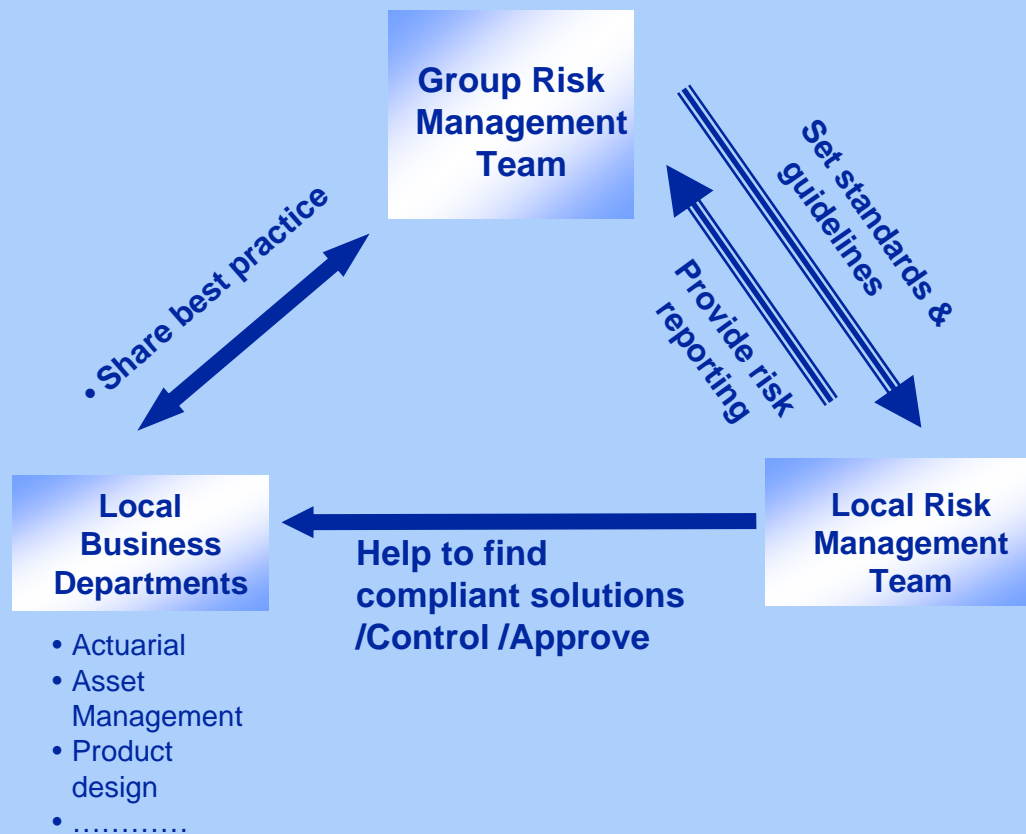 Group Risk
Management
Team
• Share best practice
Set standards &
guidelines
Provide risk
reporting
Local
Business
Departments
Help to find
compliant solutions
/Control /Approve
Local Risk
Management
Team
• Actuarial
• Asset
Management
• Product
design
• …………